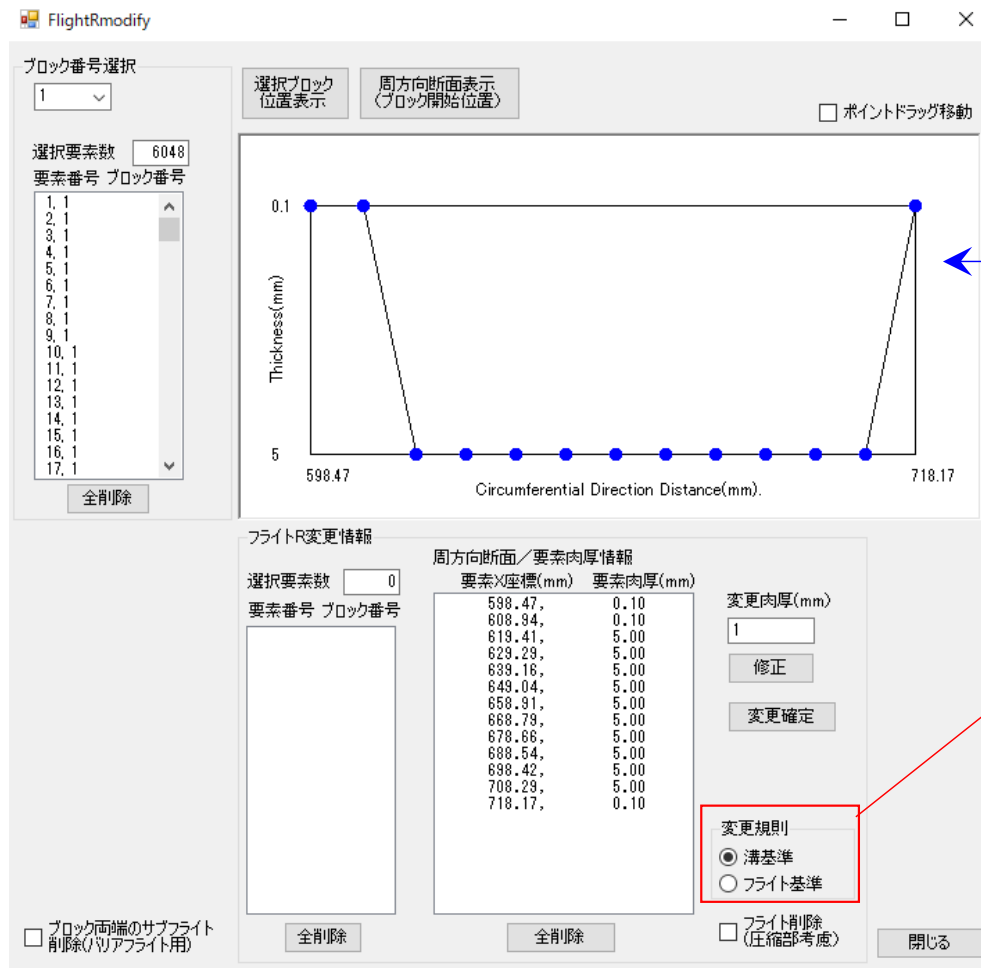 FlightRmodify
ブロック番号選択
1
選択ブロック
位置表示
周方向断面表示
(ブロック開始位置)
ポイントドラッグ移動
選択要素数 6048
要素番号 ブロック番号
1, 1
2, 1
3, 1
4, 1
5, 1
6, 1
7, 1
8, 1
9, 1
10, 1
11, 1
12, 1
13, 1
14, 1
15, 1
16, 1
17, 1
全削除
0.1
Thickness(mm)
5
598.47
718.17
Circumferential Direction Distance(mm).
フライトR変更情報
選択要素数 0
要素番号 ブロック番号
全削除
周方向断面／要素肉厚情報
要素X座標(mm) 要素肉厚(mm)
598.47, 0.10
608.94, 0.10
619.41, 5.00
629.29, 5.00
639.16, 5.00
649.04, 5.00
658.91, 5.00
668.79, 5.00
678.66, 5.00
688.54, 5.00
698.42, 5.00
708.29, 5.00
718.17, 0.10
全削除
変更肉厚(mm)
1
修正
変更確定
変更規則
溝基準
フライト基準
フライト削除
(圧縮部考慮)
ブロック両端のサブフライト
削除(バリアフライト用)
閉じる